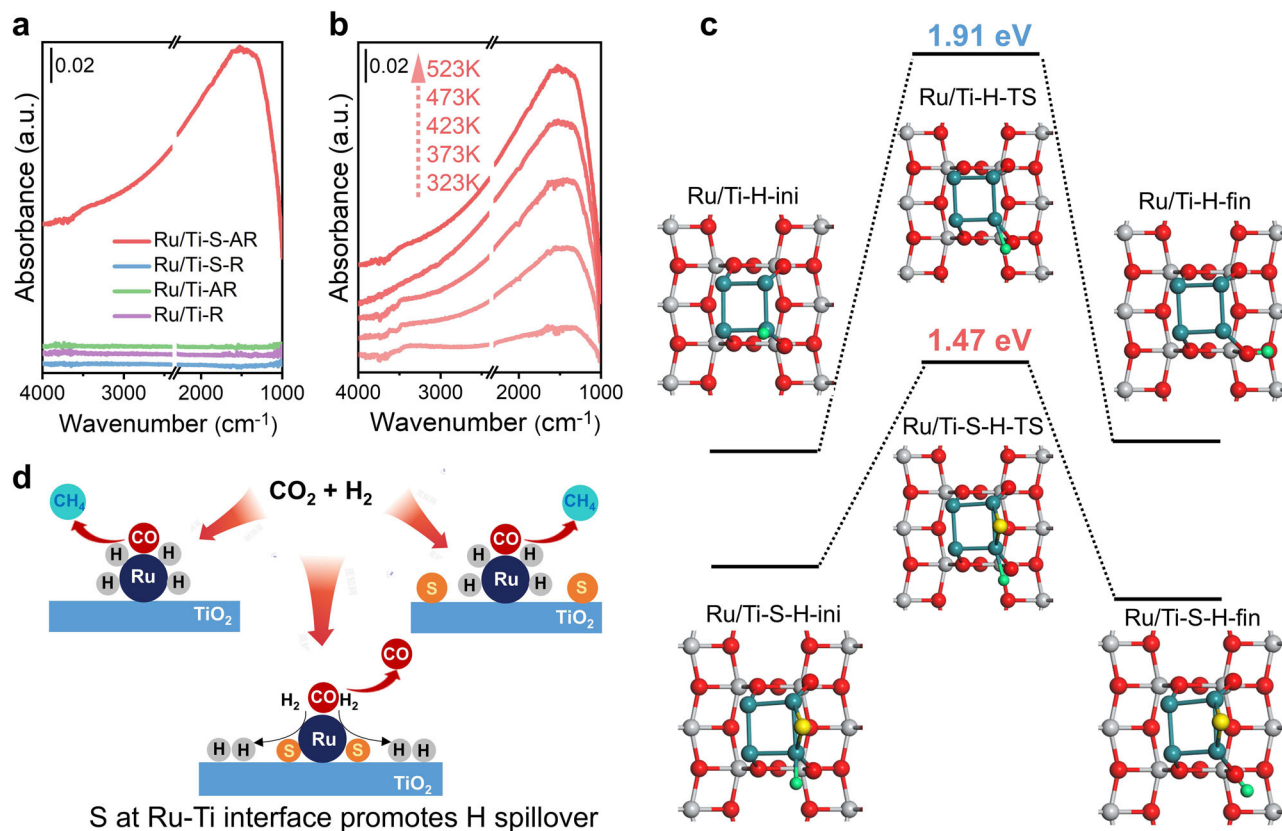 a
0.02
Absorbance (a.u.)
Ru/Ti-S-AR
Ru/Ti-S-R
Ru/Ti-AR
Ru/Ti-R
4000 3000 2000 1000
Wavenumber (cm⁻¹)
b
0.02
523K
473K
423K
373K
323K
Absorbance (a.u.)
4000 3000 2000 1000
Wavenumber (cm⁻¹)
c
1.91 eV
Ru/Ti-H-TS
Ru/Ti-H-ini
Ru/Ti-H-fin
1.47 eV
Ru/Ti-S-H-TS
Ru/Ti-S-H-ini
Ru/Ti-S-H-fin
d
CO₂ + H₂
CH₄
CO
H H
H H
Ru
TiO₂
CH₄
CO
H H
H H
S Ru S
TiO₂
CO
H₂ CO H₂
Ru
H H S S H H
TiO₂
S at Ru-Ti interface promotes H spillover